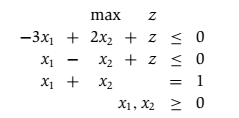 max z
−3x₁ + 2x₂ + z ≤ 0
x₁ − x₂ + z ≤ 0
x₁ + x₂ = 1
x₁, x₂ ≥ 0